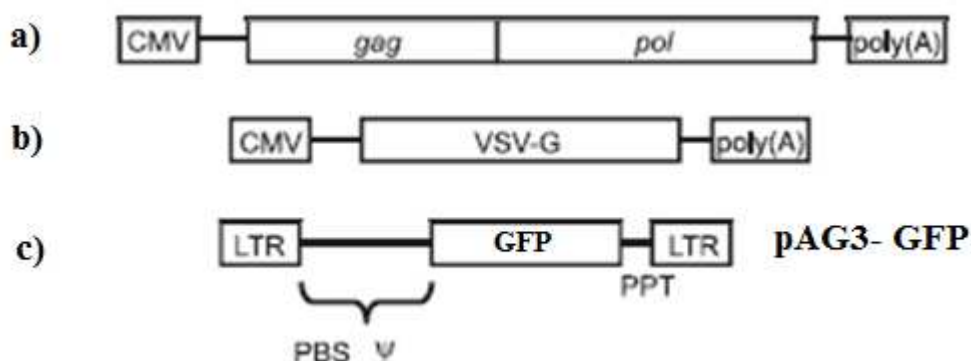 a) CMV gag pol poly(A)
b) CMV VSV-G poly(A)
c) LTR GFP LTR pAG3- GFP
PPT
PBS Ψ